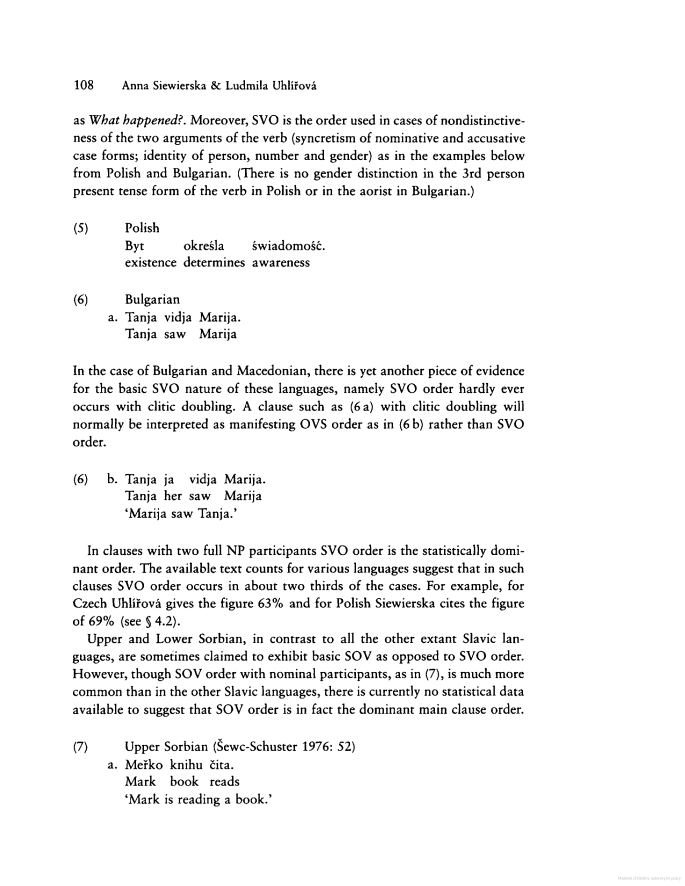 108 Anna Siewierska & Ludmila Uhlířová
as What happened?. Moreover, SVO is the order used in cases of nondistinctive-
ness of the two arguments of the verb (syncretism of nominative and accusative
case forms; identity of person, number and gender) as in the examples below
from Polish and Bulgarian. (There is no gender distinction in the 3rd person
present tense form of the verb in Polish or in the aorist in Bulgarian.)
(5) Polish
Byt określa świadomość.
existence determines awareness
(6) Bulgarian
a. Tanja vidja Marija.
Tanja saw Marija
In the case of Bulgarian and Macedonian, there is yet another piece of evidence
for the basic SVO nature of these languages, namely SVO order hardly ever
occurs with clitic doubling. A clause such as (6 a) with clitic doubling will
normally be interpreted as manifesting OVS order as in (6 b) rather than SVO
order.
(6) b. Tanja ja vidja Marija.
Tanja her saw Marija
‘Marija saw Tanja.’
In clauses with two full NP participants SVO order is the statistically domi-
nant order. The available text counts for various languages suggest that in such
clauses SVO order occurs in about two thirds of the cases. For example, for
Czech Uhlířová gives the figure 63% and for Polish Siewierska cites the figure
of 69% (see § 4.2).
Upper and Lower Sorbian, in contrast to all the other extant Slavic lan-
guages, are sometimes claimed to exhibit basic SOV as opposed to SVO order.
However, though SOV order with nominal participants, as in (7), is much more
common than in the other Slavic languages, there is currently no statistical data
available to suggest that SOV order is in fact the dominant main clause order.
(7) Upper Sorbian (Šewc-Schuster 1976: 52)
a. Meŕko knihu čita.
Mark book reads
‘Mark is reading a book.’